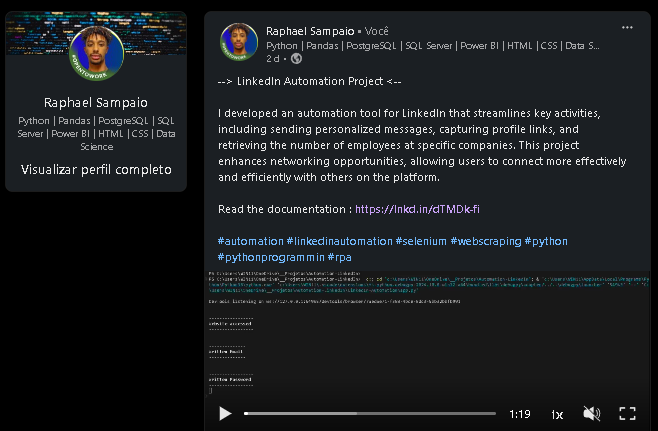 Raphael Sampaio
Python | Pandas | PostgreSQL | SQL
Server | Power BI | HTML | CSS | Data
Science
Visualizar perfil completo
#OPENTOWORK
Raphael Sampaio • Você
Python | Pandas | PostgreSQL | SQL Server | Power BI | HTML | CSS | Data S...
2 d •
--> LinkedIn Automation Project <--
I developed an automation tool for LinkedIn that streamlines key activities,
including sending personalized messages, capturing profile links, and
retrieving the number of employees at specific companies. This project
enhances networking opportunities, allowing users to connect more effectively
and efficiently with others on the platform.
Read the documentation : https://lnkd.in/dTMDk-fi
#automation #linkedinautomation #selenium #webscraping #python
#pythonprogrammin #rpa
DevTools listening on
Website Accessed
Written Email
Written Password
1:19
1x